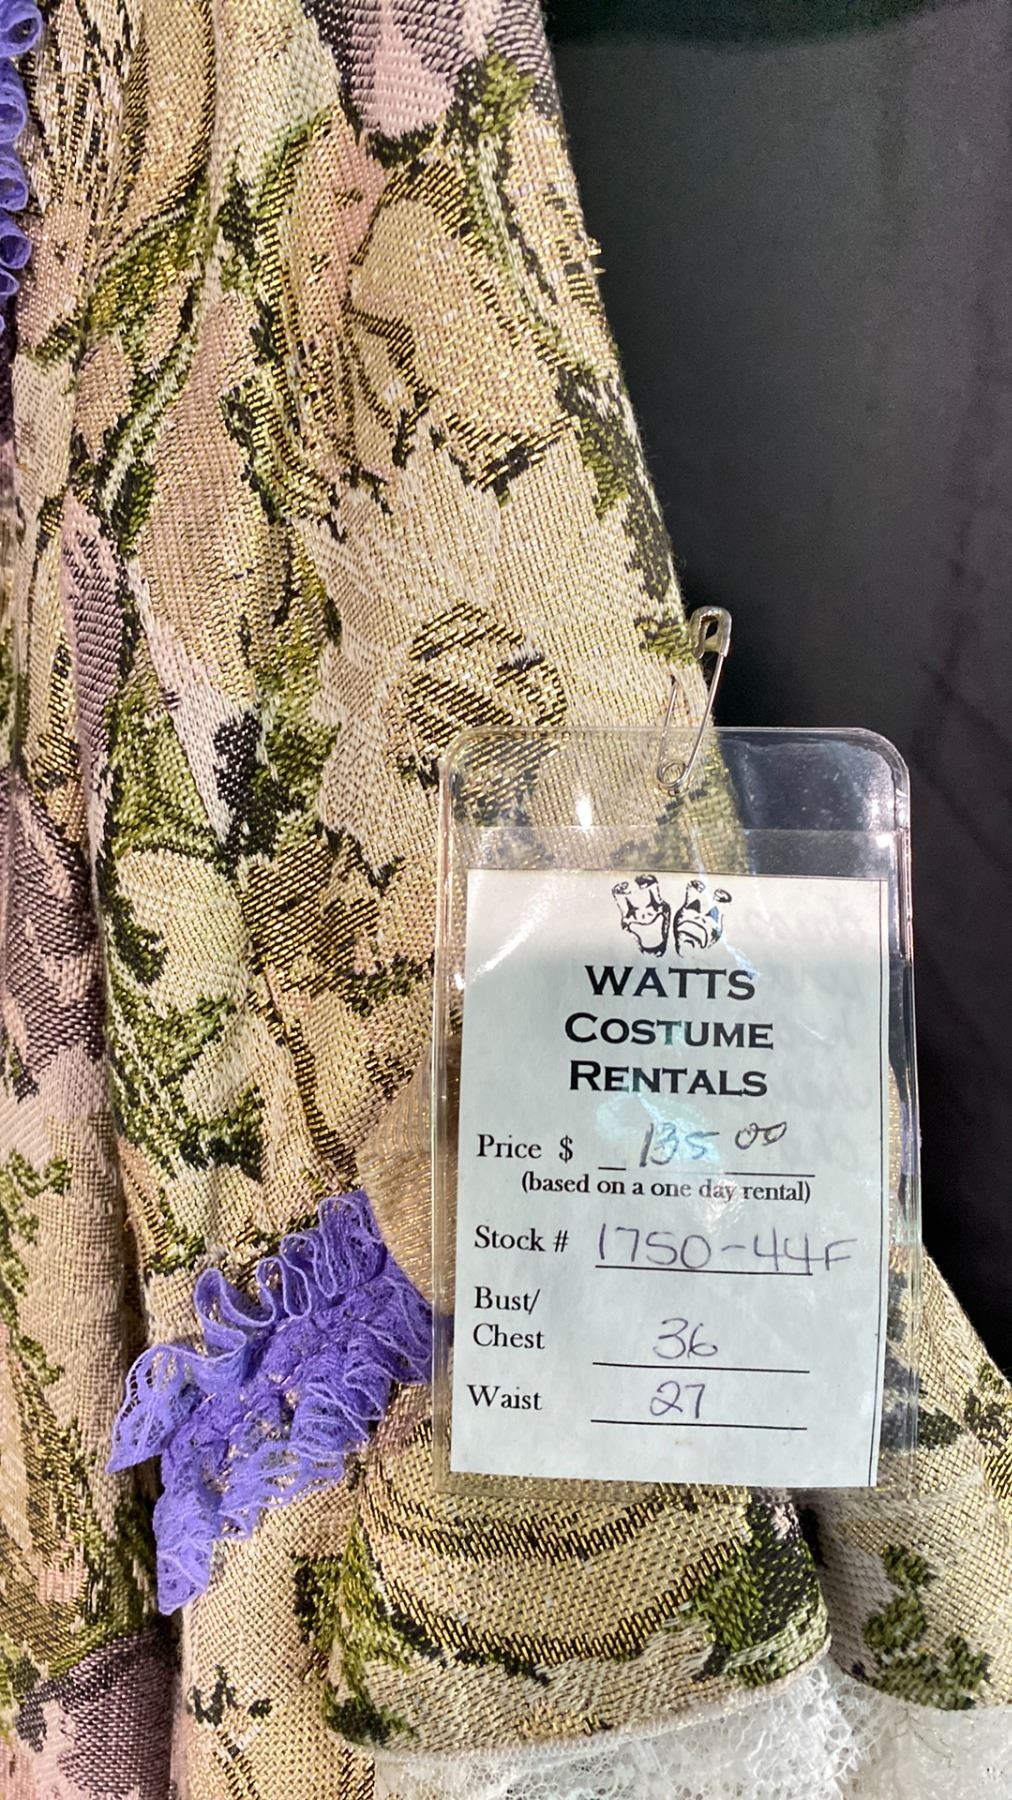 WATTS
COSTUME
RENTALS
Price $ 135 00
(based on a one day rental)
Stock # 1750-44F
Bust/
Chest 36
Waist 27